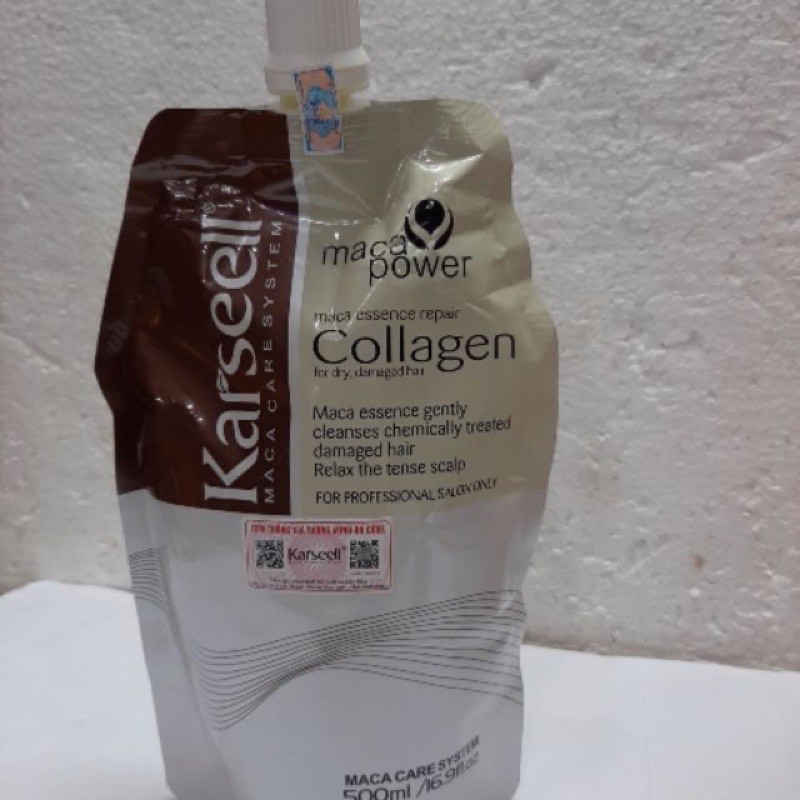 Karseell®
MACA CARE SYSTEM
maca
power
maca essence repair
Collagen
for dry, damaged hair
Maca essence gently
cleanses chemically treated
damaged hair
Relax the tense scalp
FOR PROFESSIONAL SALON ONLY
Karseell®
MACA CARE SYSTEM
500ml /16.9fl.oz